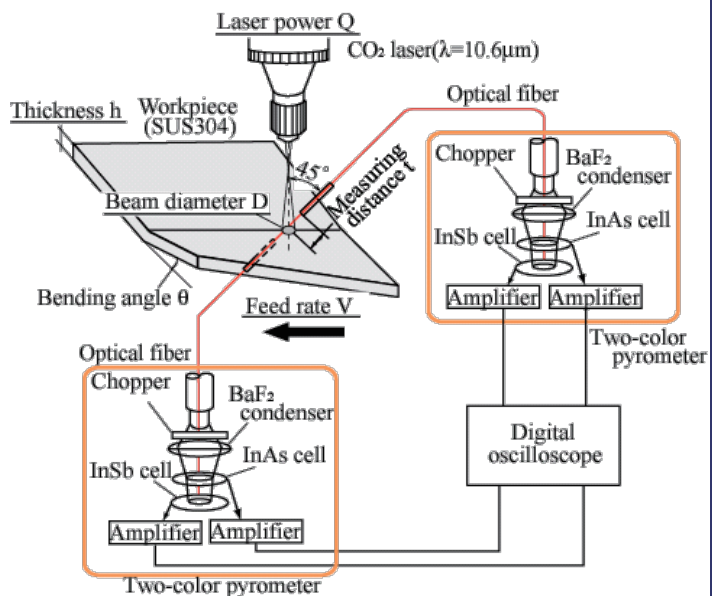 Laser power Q
CO₂ laser(λ=10.6μm)
Optical fiber
Thickness h
Workpiece
(SUS304)
45°
Measuring
distance t
Beam diameter D
Chopper
BaF₂
condenser
InAs cell
InSb cell
Amplifier
Amplifier
Bending angle θ
Feed rate V
Two-color
pyrometer
Optical fiber
Chopper
BaF₂
condenser
InAs cell
InSb cell
Amplifier
Amplifier
Digital
oscilloscope
Two-color pyrometer